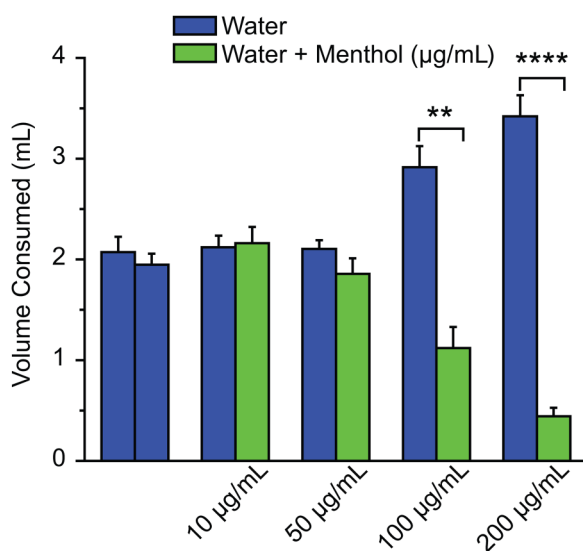 Water
Water + Menthol (µg/mL)
****
**
4
3
2
1
0
Volume Consumed (mL)
10 µg/mL
50 µg/mL
100 µg/mL
200 µg/mL